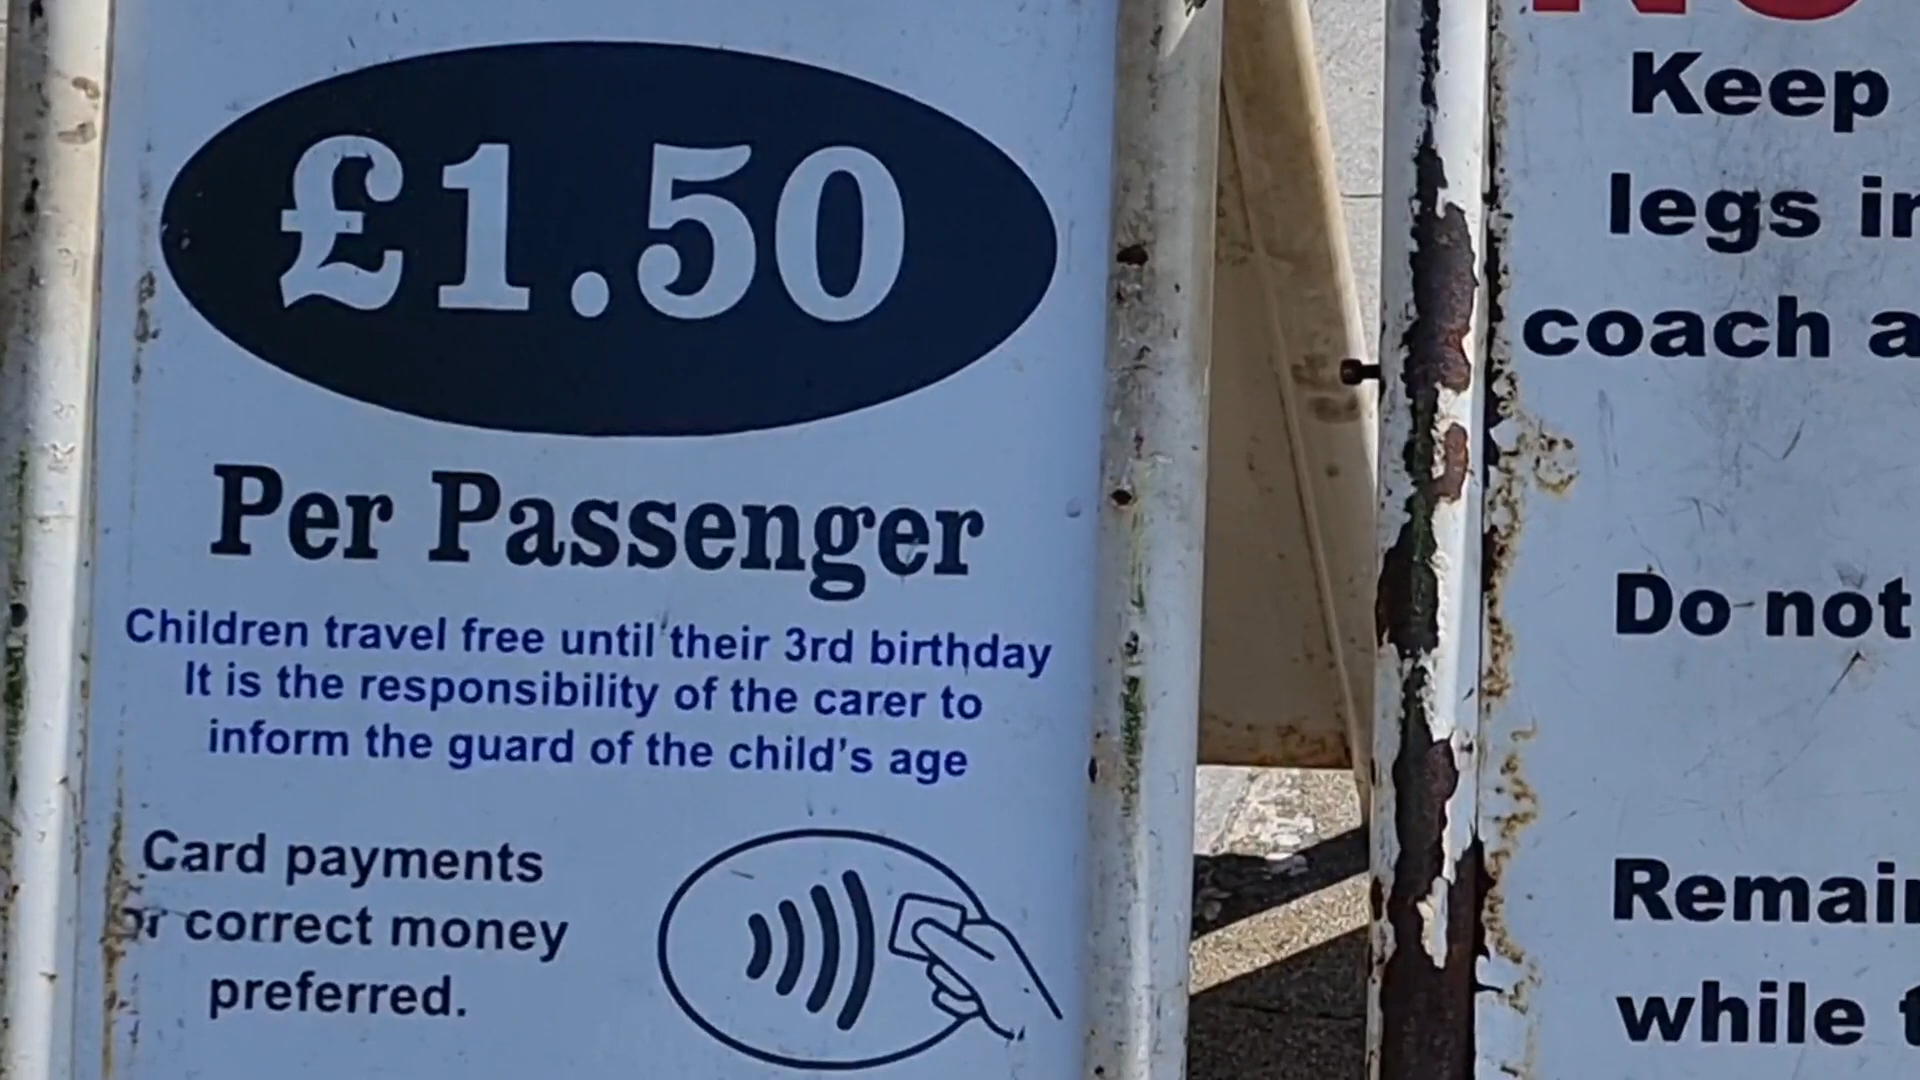 £1.50
Per Passenger
Children travel free until their 3rd birthday
It is the responsibility of the carer to
inform the guard of the child's age
Card payments
or correct money
preferred.
Keep
legs
coach
Do not
while